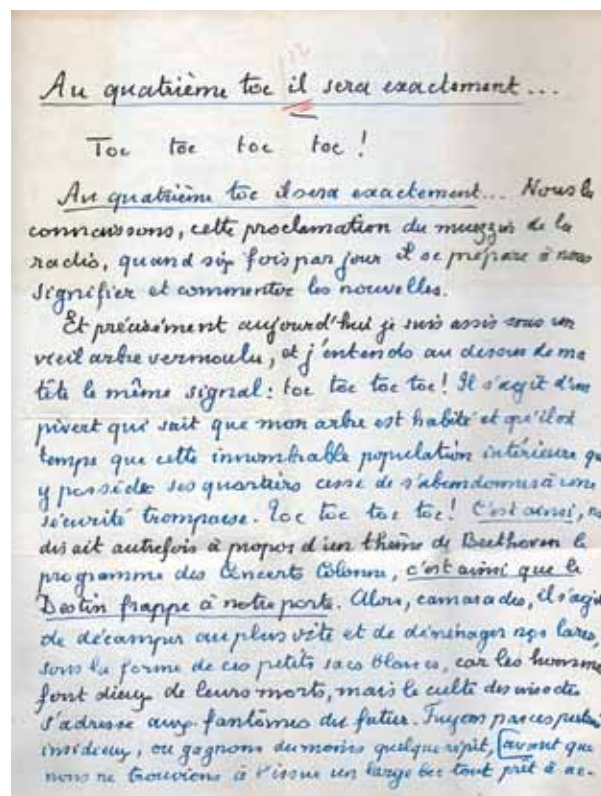 12
Au quatrième toc il sera exactement...
Toc toc toc toc !
Au quatrième toc il sera exactement... Nous la
connaissons, cette proclamation du muezzin de la
radio, quand six fois par jour il se prépare à nous
signifier et commenter les nouvelles.
Et précisément aujourd'hui je suis assis sous un
vieil arbre vermoulu, et j'entends au dessus de ma
tête le même signal : toc toc toc toc ! Il s'agit d'un
pivert qui sait que mon arbre est habité et qu'il est
temps que cette innombrable population intérieure qui
y possède ses quartiers cesse de s'abandonner à une
sécurité trompeuse. Toc toc toc toc ! C'est ainsi, nous
disait autrefois à propos d'un thème de Beethoven le
programme des Concerts Colonne, c'est ainsi que le
Destin frappe à notre porte. Alors, camarades, il s'agit
de décamper au plus vite et de déménager nos lares,
sous la forme de ces petits sacs blancs, car les hommes
font dieux de leurs morts, mais le culte des insectes
s'adresse aux fantômes du futur. Fuyons par ces pertuis
insidieux, ou gagnons du moins quelque répit, avant que
nous ne trouvions à l'issue un large bec tout prêt à ac-